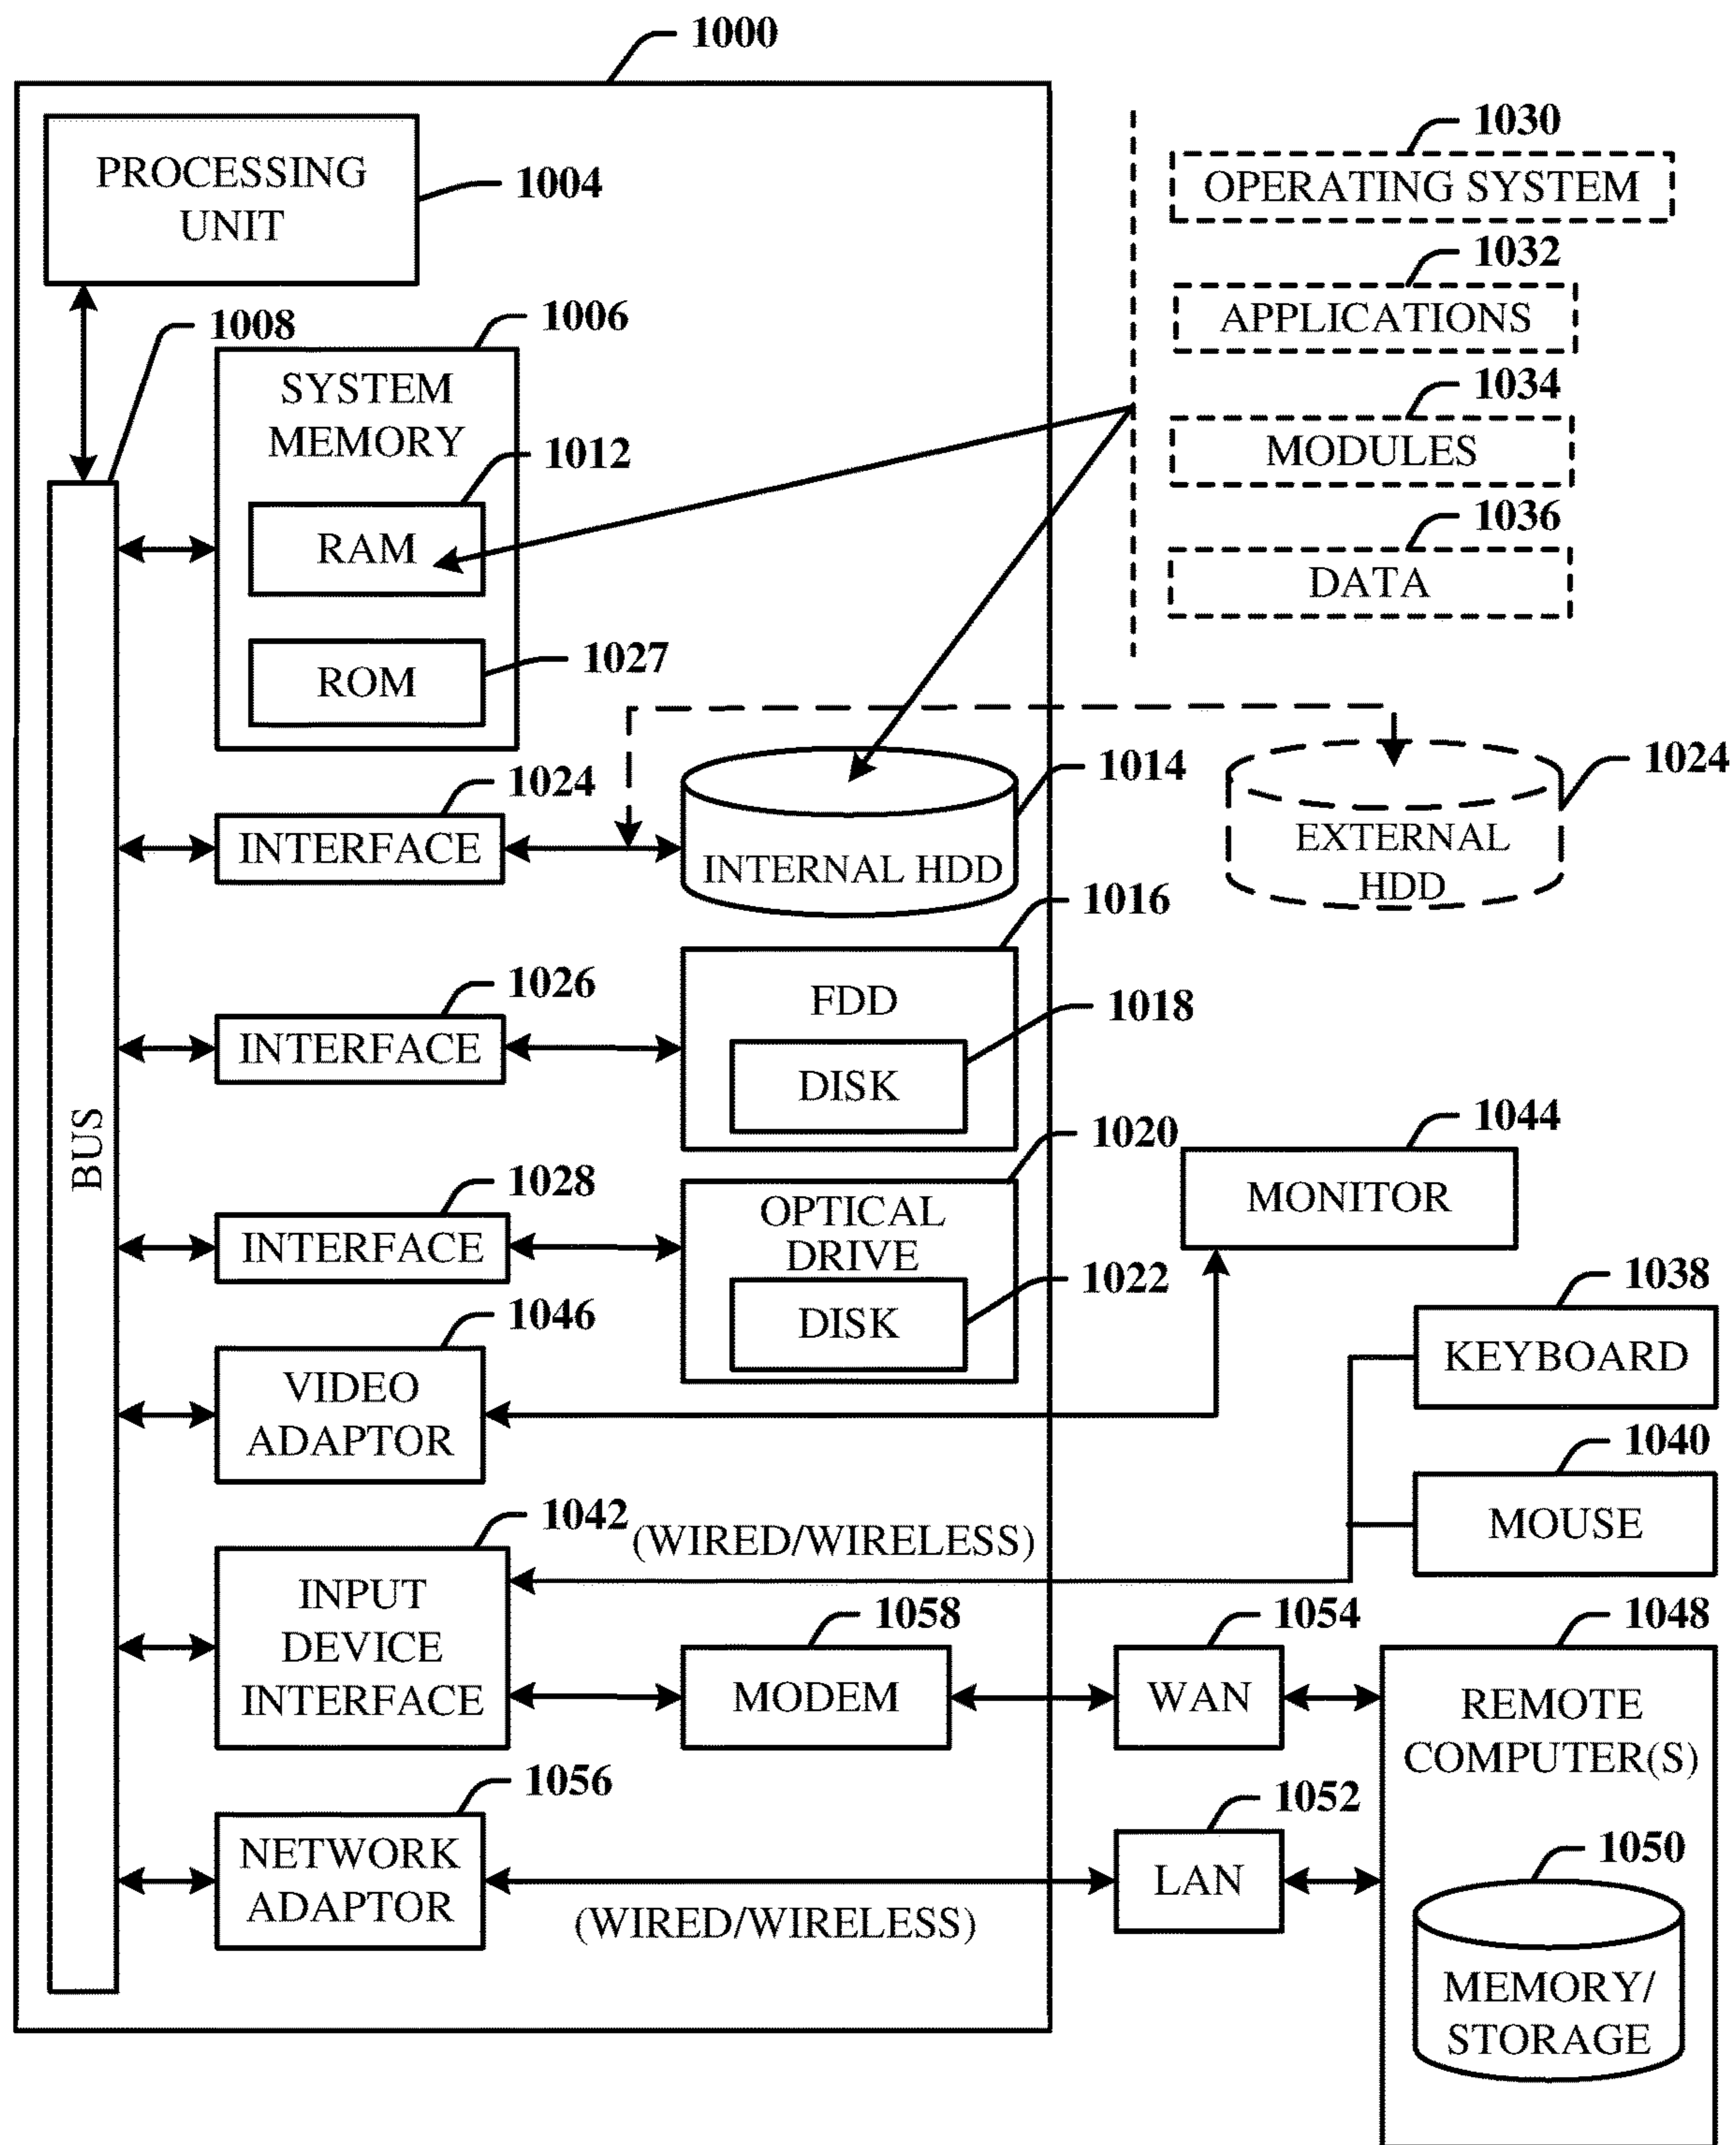 1000
PROCESSING
UNIT
1004
1008
1006
SYSTEM
MEMORY
1012
RAM
1027
ROM
1030
OPERATING SYSTEM
1032
APPLICATIONS
1034
MODULES
1036
DATA
BUS
1024
INTERFACE
1014
INTERNAL HDD
1024
EXTERNAL
HDD
1026
INTERFACE
1016
FDD
1018
DISK
1028
INTERFACE
1020
OPTICAL
DRIVE
1022
DISK
1044
MONITOR
1046
VIDEO
ADAPTOR
1038
KEYBOARD
1040
MOUSE
1042
(WIRED/WIRELESS)
INPUT
DEVICE
INTERFACE
1058
MODEM
1054
WAN
1048
REMOTE
COMPUTER(S)
1056
NETWORK
ADAPTOR
(WIRED/WIRELESS)
1052
LAN
1050
MEMORY/
STORAGE